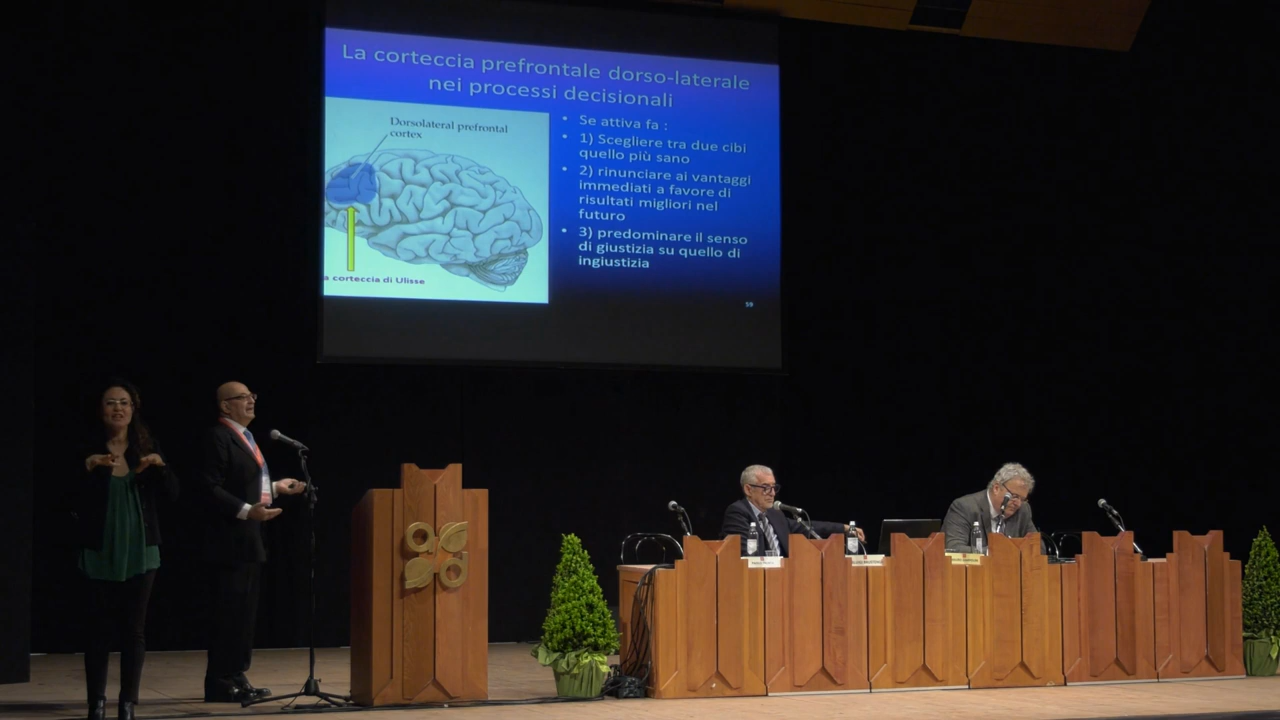 La corteccia prefrontale dorso-laterale
nei processi decisionali
Dorsolateral prefrontal
cortex
a corteccia di Ulisse
• Se attiva fa :
• 1) Scegliere tra due cibi
quello più sano
• 2) rinunciare ai vantaggi
immediati a favore di
risultati migliori nel
futuro
• 3) predominare il senso
di giustizia su quello di
ingiustizia
59